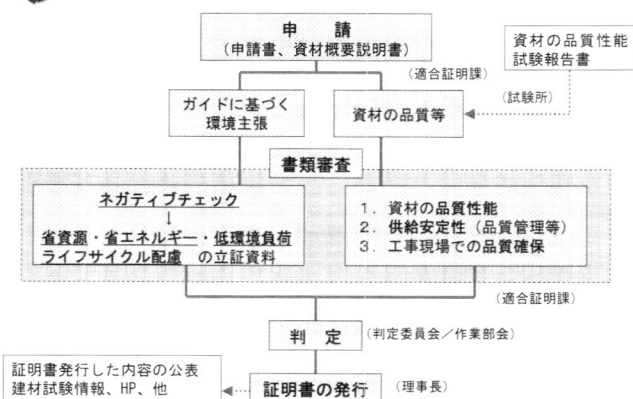 申　請
(申請書、資材概要説明書)
資材の品質性能
試験報告書
(適合証明課)
(試験所)
ガイドに基づく
環境主張
資材の品質等
書類審査
ネガティブチェック
↓
省資源・省エネルギー・低環境負荷
ライフサイクル配慮 の立証資料
1. 資材の品質性能
2. 供給安定性(品質管理等)
3. 工事現場での品質確保
(適合証明課)
判　定
(判定委員会/作業部会)
証明書発行した内容の公表
建材試験情報、HP、他
証明書の発行
(理事長)